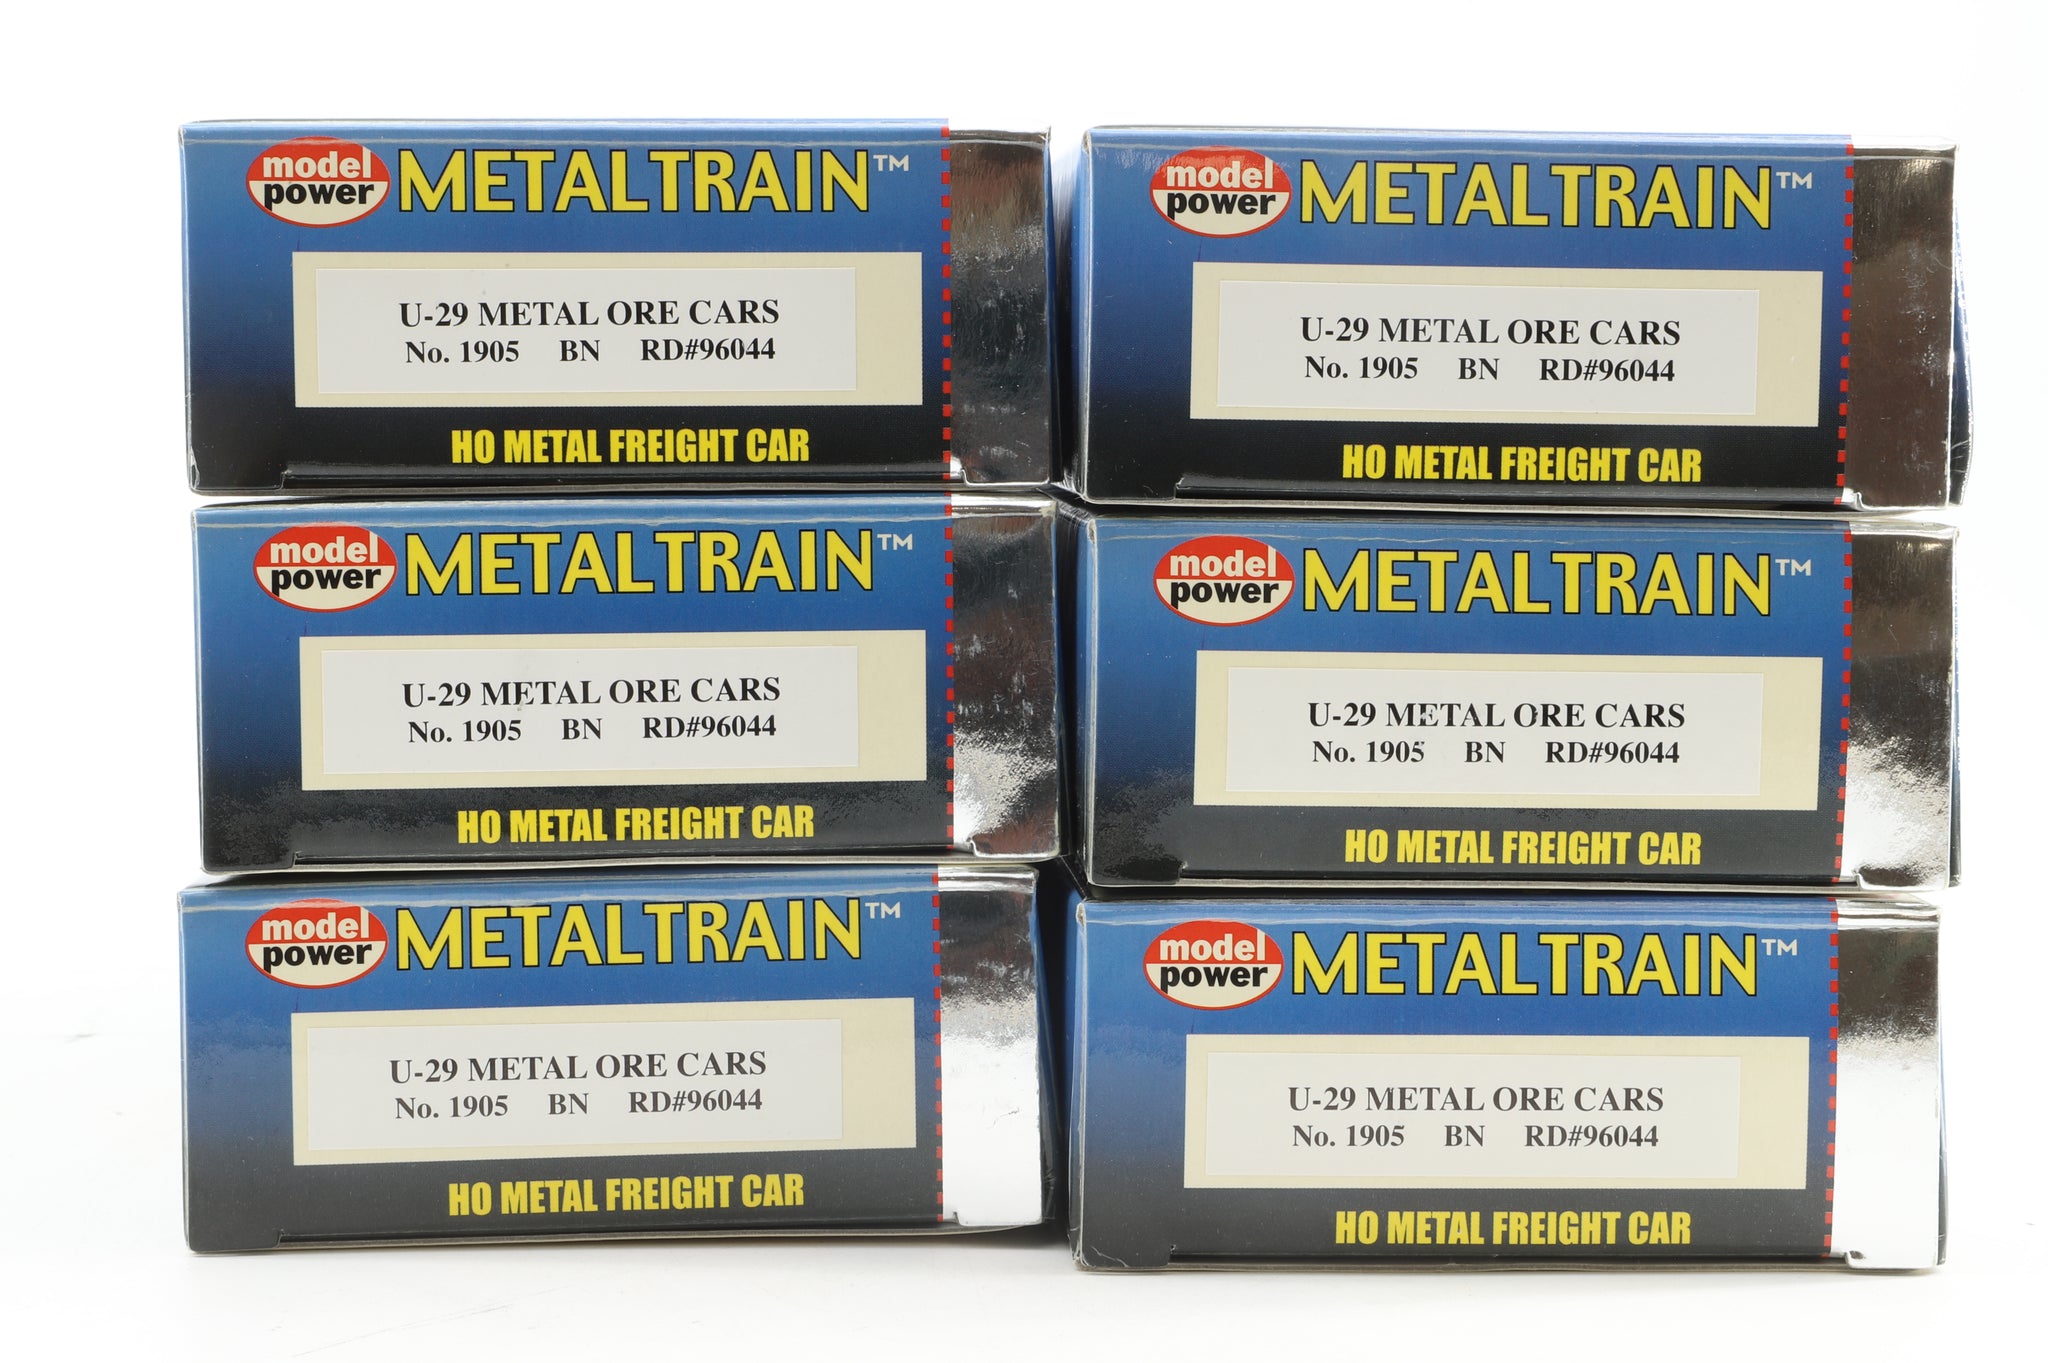 model
power
METALTRAIN™
U-29 METAL ORE CARS
No. 1905 BN RD#96044
HO METAL FREIGHT CAR
model
power
METALTRAIN™
U-29 METAL ORE CARS
No. 1905 BN RD#96044
HO METAL FREIGHT CAR
model
power
METALTRAIN™
U-29 METAL ORE CARS
No. 1905 BN RD#96044
HO METAL FREIGHT CAR
model
power
METALTRAIN™
U-29 METAL ORE CARS
No. 1905 BN RD#96044
HO METAL FREIGHT CAR
model
power
METALTRAIN™
U-29 METAL ORE CARS
No. 1905 BN RD#96044
HO METAL FREIGHT CAR
model
power
METALTRAIN™
U-29 METAL ORE CARS
No. 1905 BN RD#96044
HO METAL FREIGHT CAR